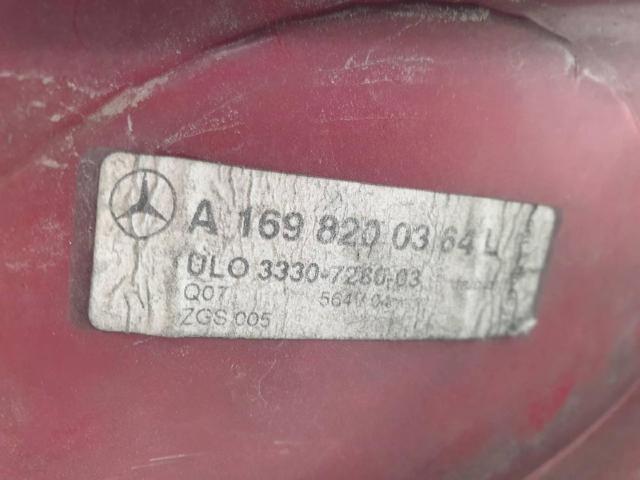 A 169 820 03 64 L
ULO 3330-7260-03
Q07
ZGS 005